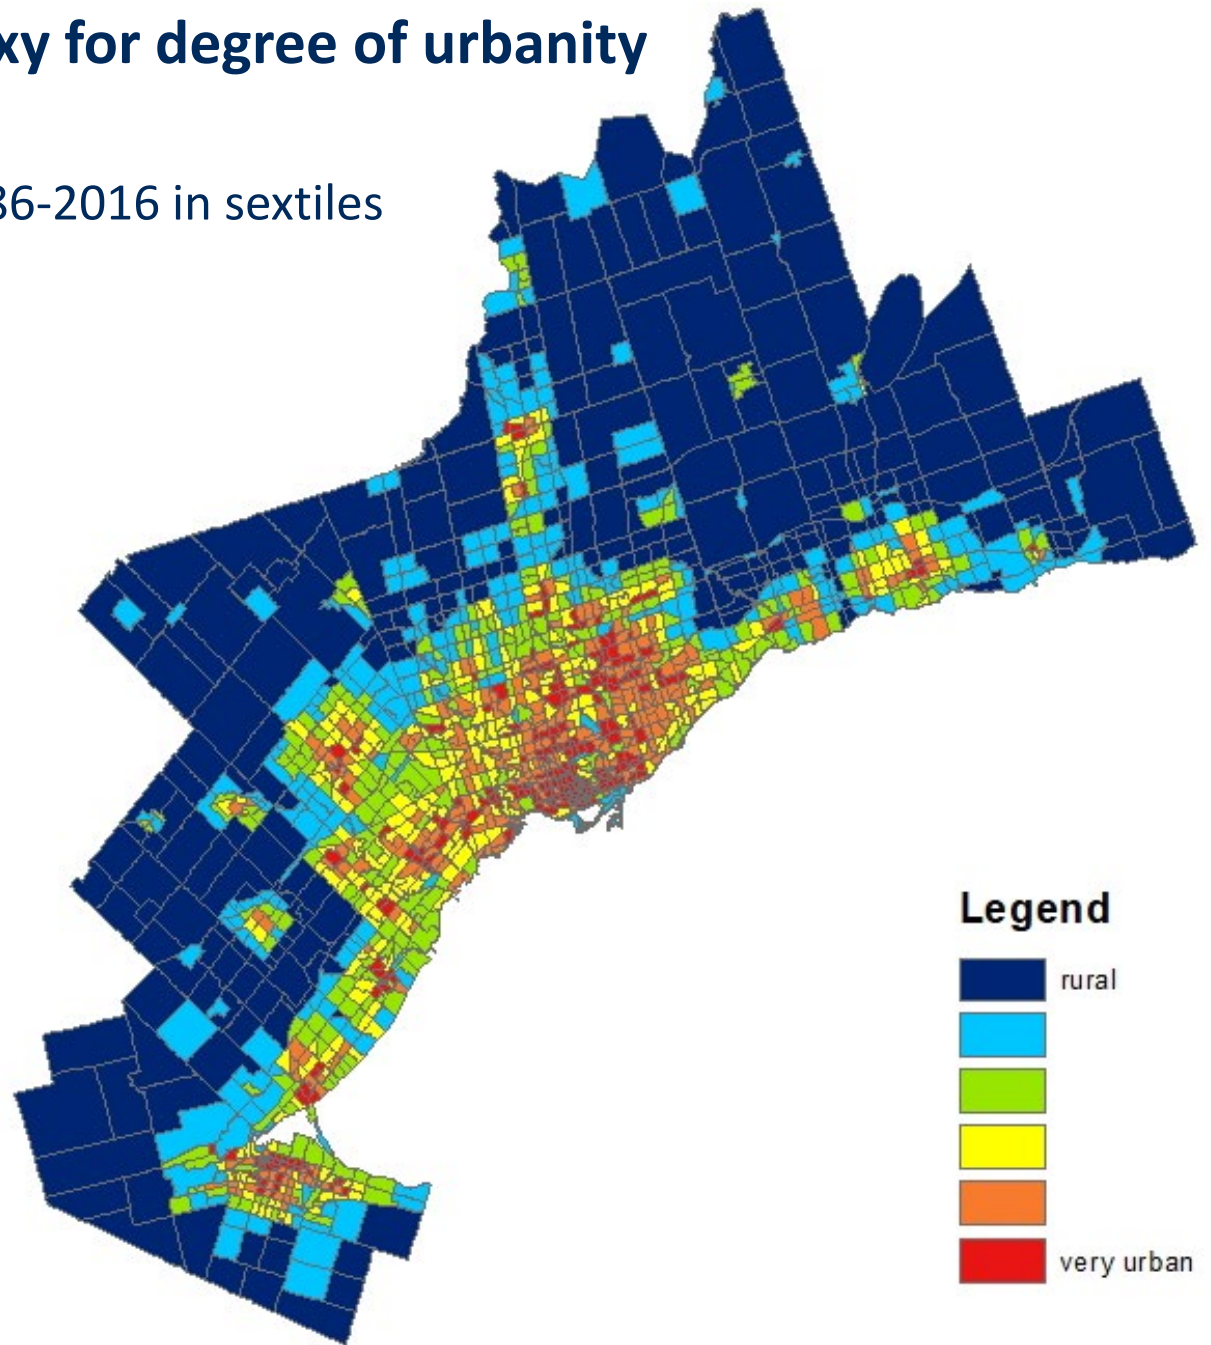 xy for degree of urbanity
36-2016 in sextiles
Legend
rural
very urban